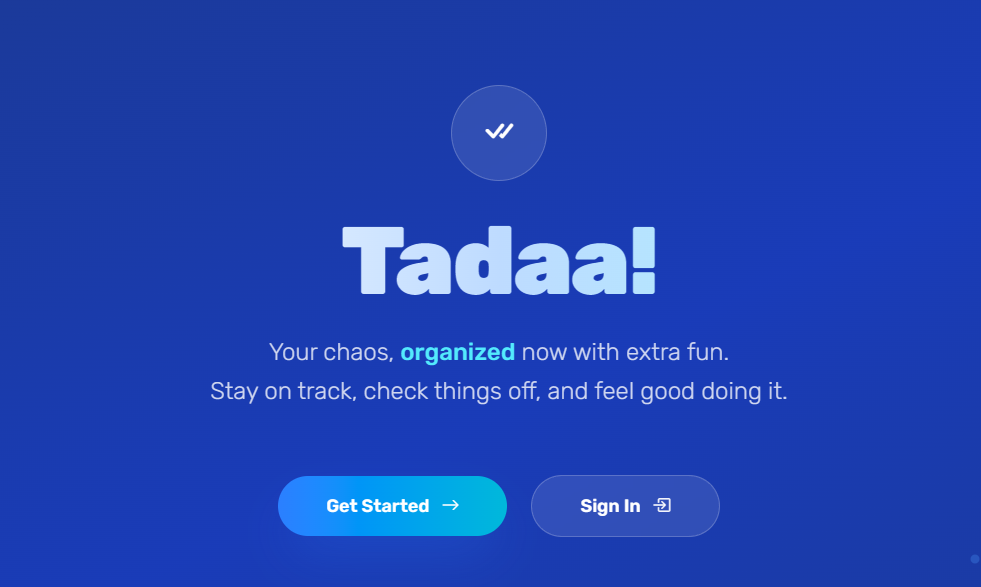 Tadaa!
Your chaos, organized now with extra fun.
Stay on track, check things off, and feel good doing it.
Get Started
Sign In